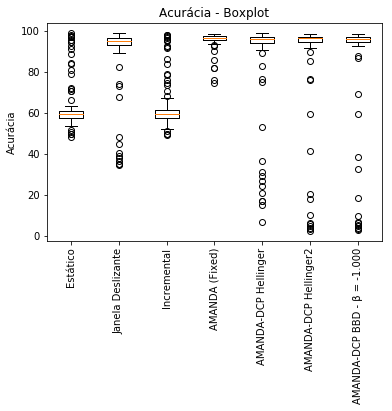 Acurácia - Boxplot
Acurácia
100
80
60
40
20
0
Estático
Janela Deslizante
Incremental
AMANDA (Fixed)
AMANDA-DCP Hellinger
AMANDA-DCP Hellinger2
AMANDA-DCP BBD - β = -1.000